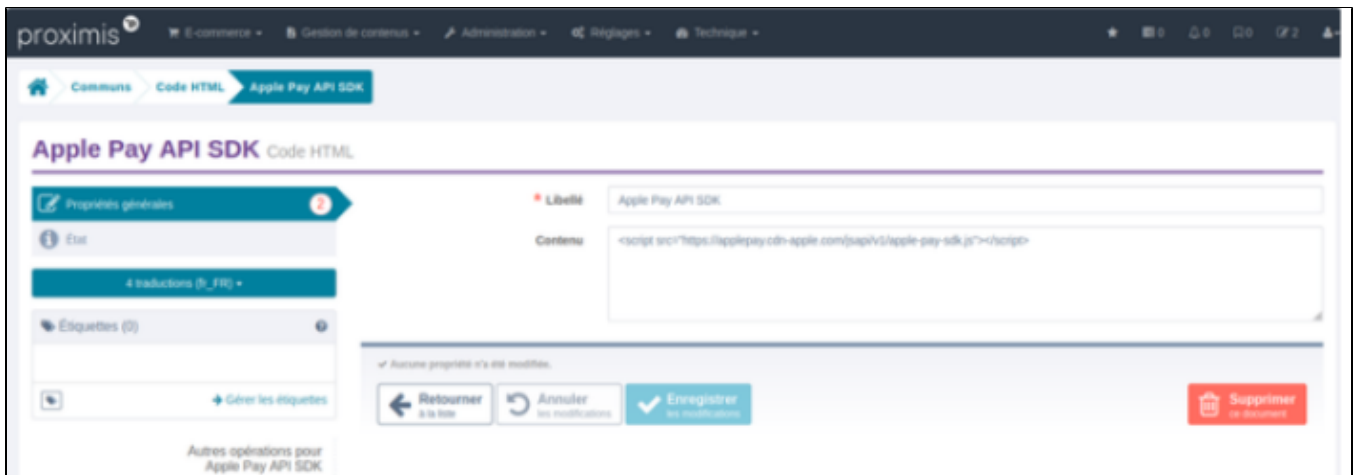 proximis E-commerce Gestion de contenus Administration Réglages Technique 0 0 0 2
Communs Code HTML Apple Pay API SDK
Apple Pay API SDK Code HTML
Propriétés générales 2
État
4 traductions (fr_FR)
Étiquettes (0)
Gérer les étiquettes
Autres opérations pour
Apple Pay API SDK
* Libellé Apple Pay API SDK
Contenu <script src="https://applepay.cdn-apple.com/jsapi/v1/apple-pay-sdk.js"></script>
Aucune propriété n'a été modifiée.
Retourner Annuler Enregistrer Supprimer
à la liste les modifications les modifications ce document